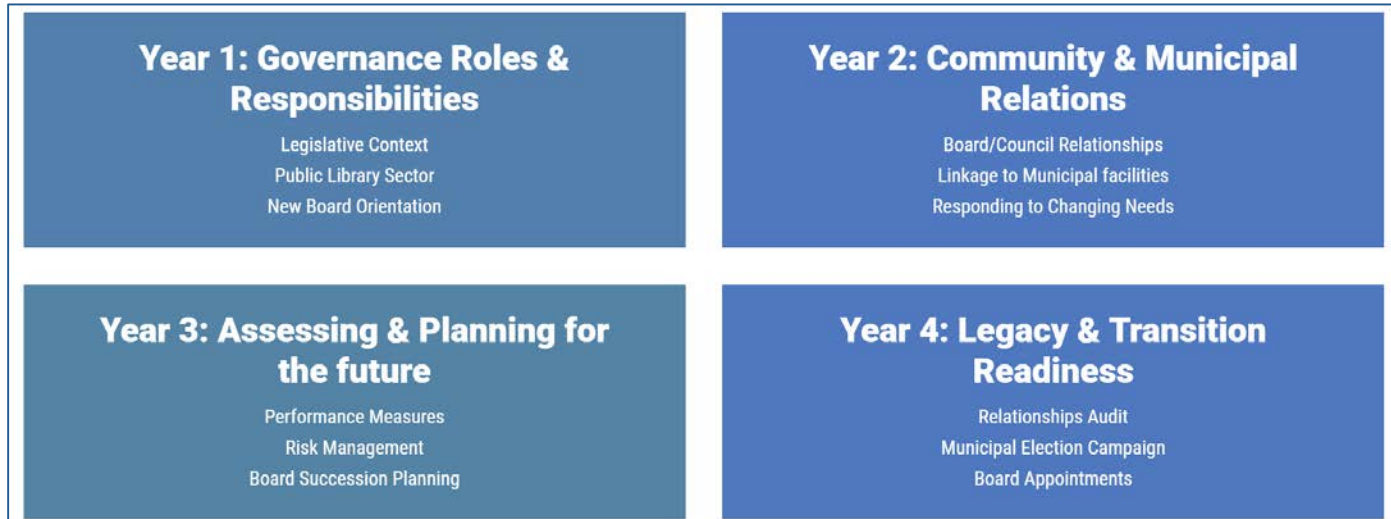 Year 1: Governance Roles &
Responsibilities
Legislative Context
Public Library Sector
New Board Orientation
Year 2: Community & Municipal
Relations
Board/Council Relationships
Linkage to Municipal facilities
Responding to Changing Needs
Year 3: Assessing & Planning for
the future
Performance Measures
Risk Management
Board Succession Planning
Year 4: Legacy & Transition
Readiness
Relationships Audit
Municipal Election Campaign
Board Appointments